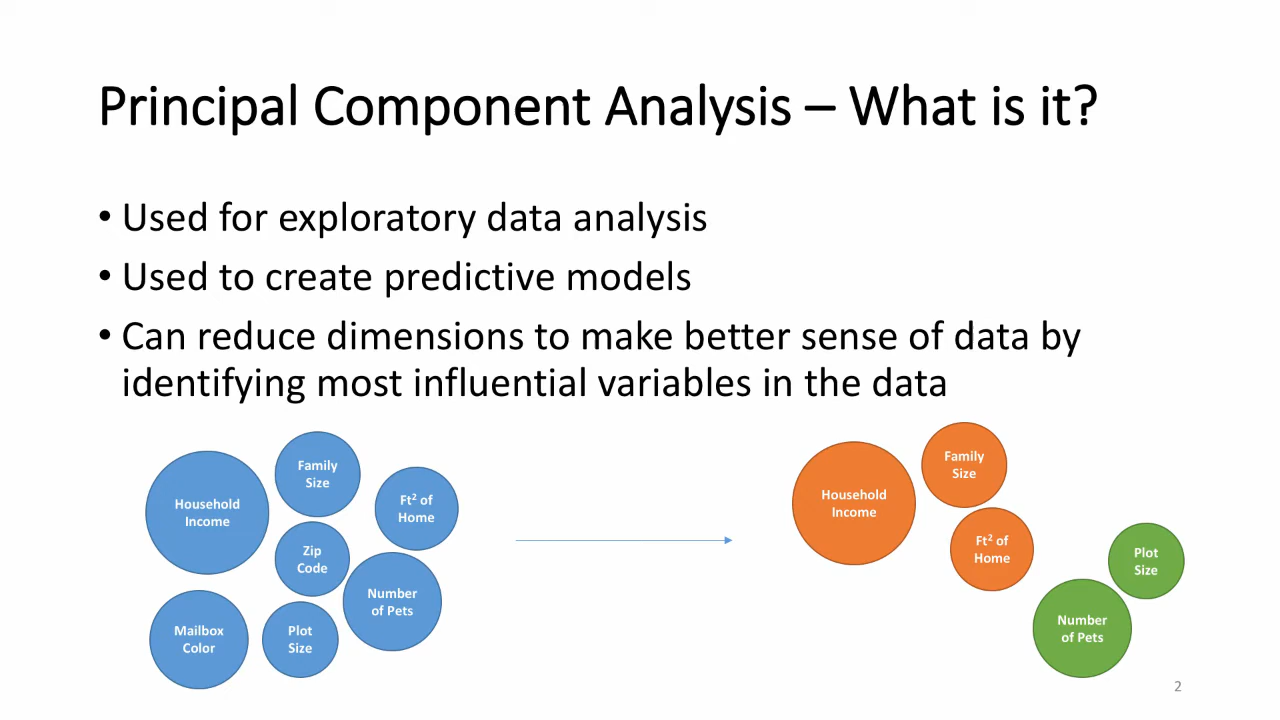 Principal Component Analysis – What is it?
• Used for exploratory data analysis
• Used to create predictive models
• Can reduce dimensions to make better sense of data by
identifying most influential variables in the data
Household
Income
Family
Size
Ft² of
Home
Zip
Code
Number
of Pets
Mailbox
Color
Plot
Size
Household
Income
Family
Size
Ft² of
Home
Plot
Size
Number
of Pets
2